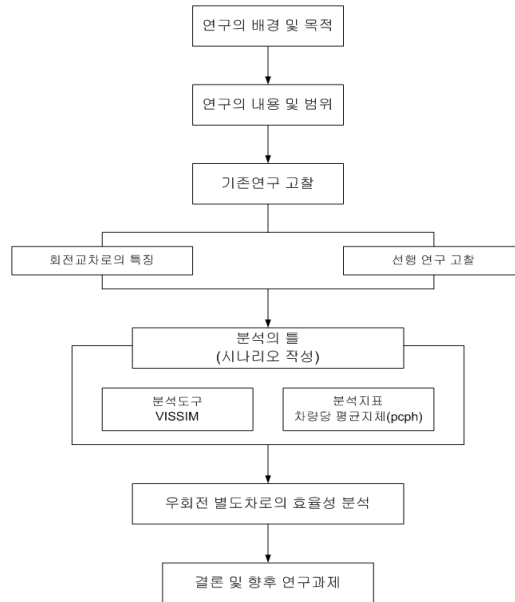 연구의 배경 및 목적
연구의 내용 및 범위
기존연구 고찰
회전교차로의 특징
선행 연구 고찰
분석의 틀
(시나리오 작성)
분석도구
VISSIM
분석지표
차량당 평균지체(pcph)
우회전 별도차로의 효율성 분석
결론 및 향후 연구과제